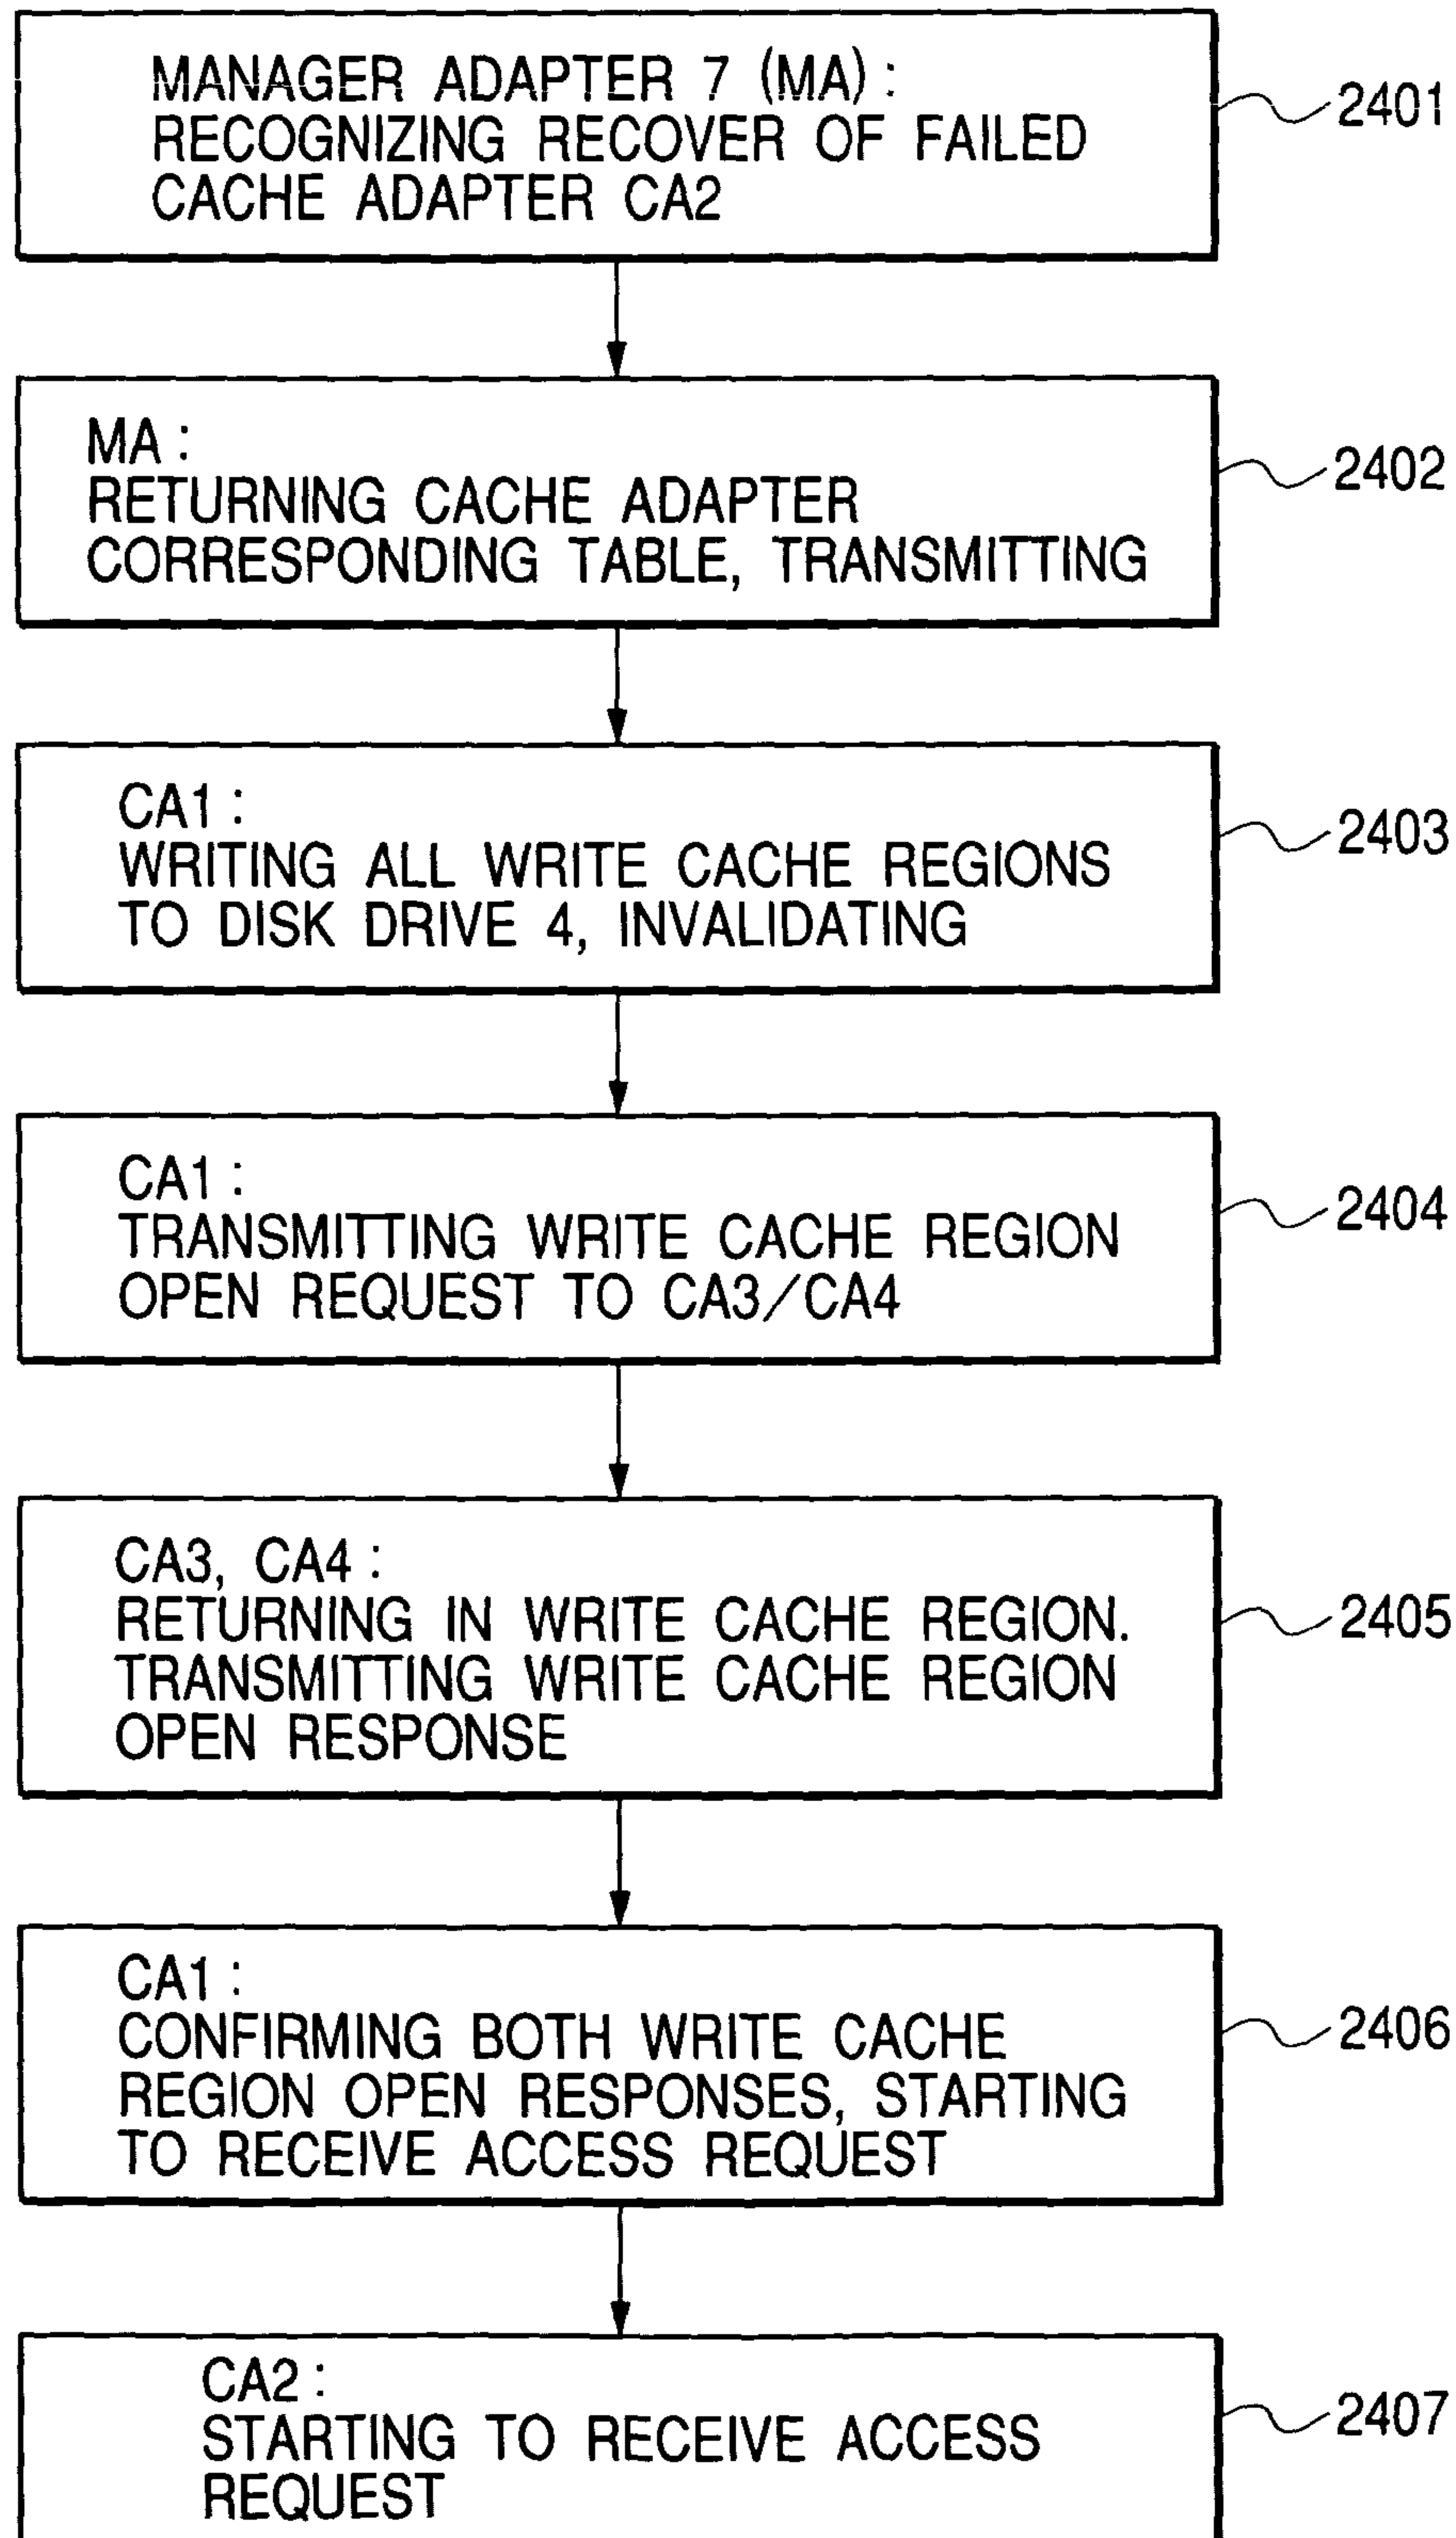 MANAGER ADAPTER 7 (MA) :
RECOGNIZING RECOVER OF FAILED
CACHE ADAPTER CA2
2401
MA :
RETURNING CACHE ADAPTER
CORRESPONDING TABLE, TRANSMITTING
2402
CA1 :
WRITING ALL WRITE CACHE REGIONS
TO DISK DRIVE 4, INVALIDATING
2403
CA1 :
TRANSMITTING WRITE CACHE REGION
OPEN REQUEST TO CA3/CA4
2404
CA3, CA4 :
RETURNING IN WRITE CACHE REGION.
TRANSMITTING WRITE CACHE REGION
OPEN RESPONSE
2405
CA1 :
CONFIRMING BOTH WRITE CACHE
REGION OPEN RESPONSES, STARTING
TO RECEIVE ACCESS REQUEST
2406
CA2 :
STARTING TO RECEIVE ACCESS
REQUEST
2407